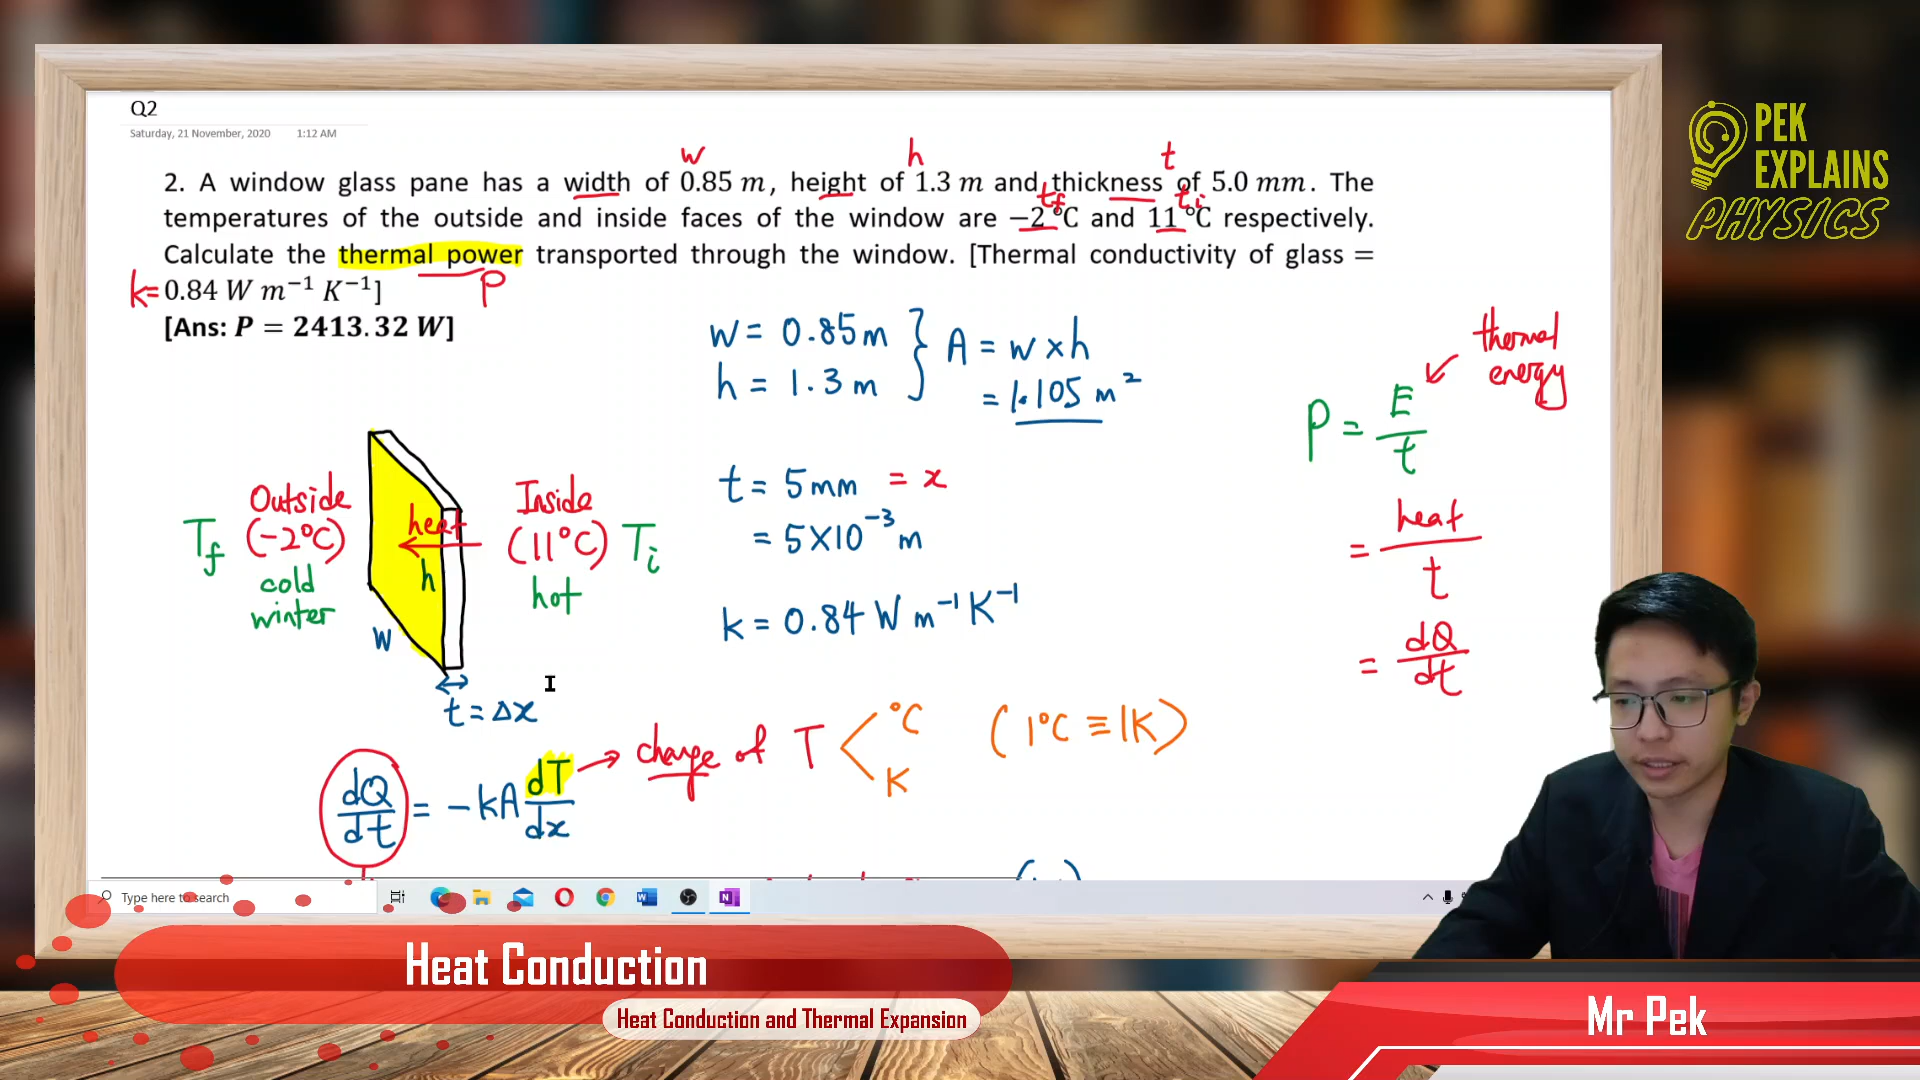 Q2
Saturday, 21 November, 2020 1:12 AM
w h t
2. A window glass pane has a width of 0.85 m, height of 1.3 m and thickness of 5.0 mm. The
tf ti
temperatures of the outside and inside faces of the window are −2 °C and 11 °C respectively.
Calculate the thermal power transported through the window. [Thermal conductivity of glass =
k= 0.84 W m⁻¹ K⁻¹] P
[Ans: P = 2413.32 W]
w = 0.85 m } A = w × h
h = 1.3 m = 1.105 m²
t = 5 mm = x
= 5×10⁻³ m
k = 0.84 W m⁻¹ K⁻¹
thermal
energy
P = E/t
= heat/t
= dQ/dt
Outside
Tf (-2°C)
cold
winter
heat
h
w
Inside
(11°C) Ti
hot
t = Δx
dQ/dt = -kA dT/dx → change of T < °C K (1°C ≡ 1K)
Type here to search
PEK
EXPLAINS
PHYSICS
Heat Conduction
Heat Conduction and Thermal Expansion
Mr Pek